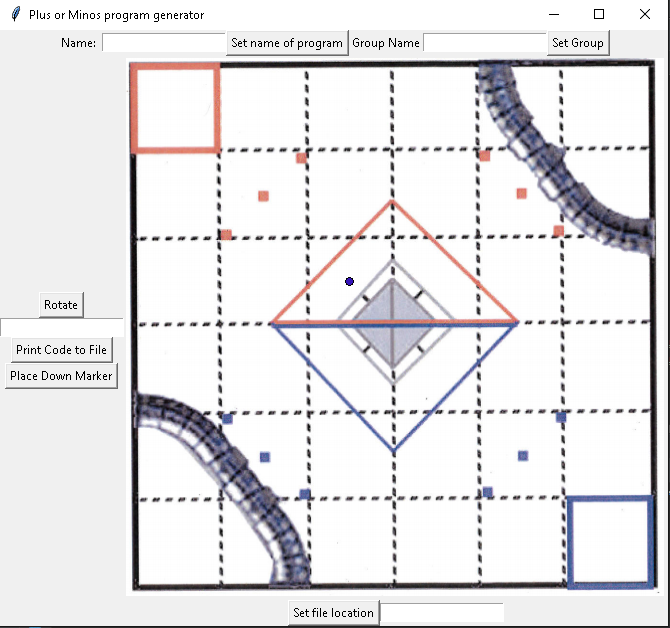 Plus or Minos program generator
Name: Set name of program Group Name Set Group
Rotate
Print Code to File
Place Down Marker
Set file location